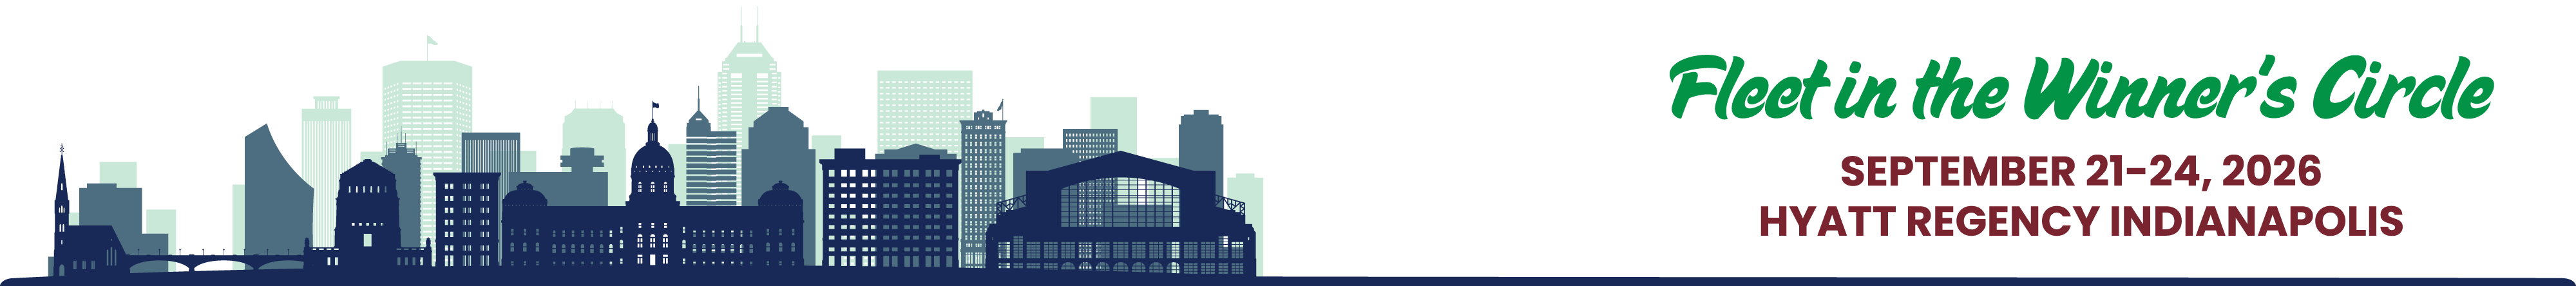 Fleet in the Winner's Circle
SEPTEMBER 21-24, 2026
HYATT REGENCY INDIANAPOLIS